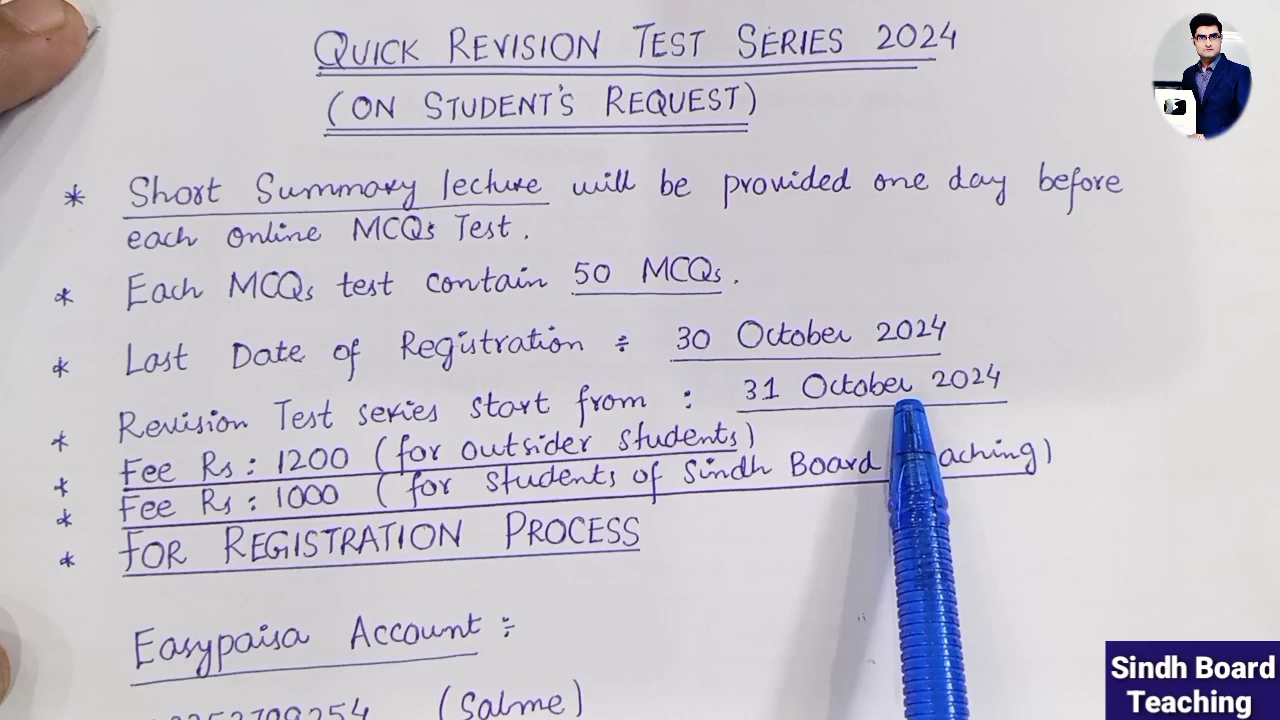 QUICK REVISION TEST SERIES 2024
(ON STUDENT'S REQUEST)
* Short Summary lecture will be provided one day before
each online MCQs Test.
* Each MCQs test contain 50 MCQs.
* Last Date of Registration ÷ 30 October 2024
* Revision Test series start from : 31 October 2024
* Fee Rs : 1200 (for outsider students)
* Fee Rs : 1000 (for students of Sindh Board aching)
* FOR REGISTRATION PROCESS
Easypaisa Account ÷
(Salme)
Sindh Board
Teaching